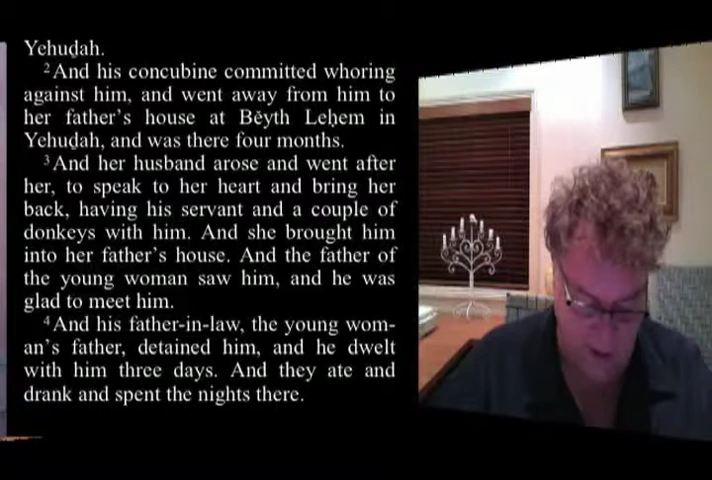 Yehuḏah.
2And his concubine committed whoring
against him, and went away from him to
her father’s house at Bĕyth Leḥem in
Yehuḏah, and was there four months.
3And her husband arose and went after
her, to speak to her heart and bring her
back, having his servant and a couple of
donkeys with him. And she brought him
into her father’s house. And the father of
the young woman saw him, and he was
glad to meet him.
4And his father-in-law, the young wom-
an’s father, detained him, and he dwelt
with him three days. And they ate and
drank and spent the nights there.